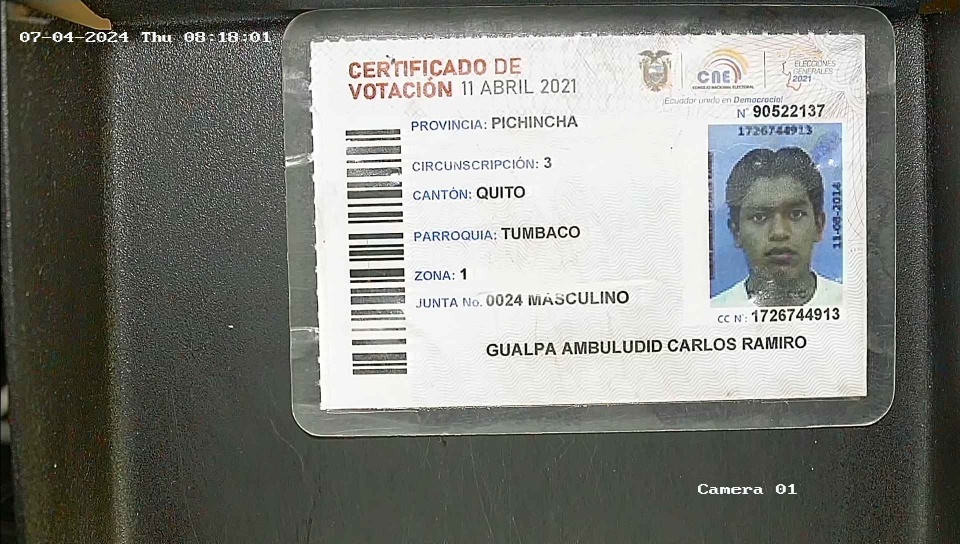 07-04-2024 Thu 08:18:01
CERTIFICADO DE
VOTACIÓN 11 ABRIL 2021
CNE
CONSEJO NACIONAL ELECTORAL
ELECCIONES
GENERALES
2021
¡Ecuador unido en Democracia!
N° 90522137
PROVINCIA: PICHINCHA
CIRCUNSCRIPCIÓN: 3
CANTÓN: QUITO
PARROQUIA: TUMBACO
ZONA: 1
JUNTA No. 0024 MASCULINO
1726744913
11-08-2014
CC N°: 1726744913
GUALPA AMBULUDID CARLOS RAMIRO
Camera 01